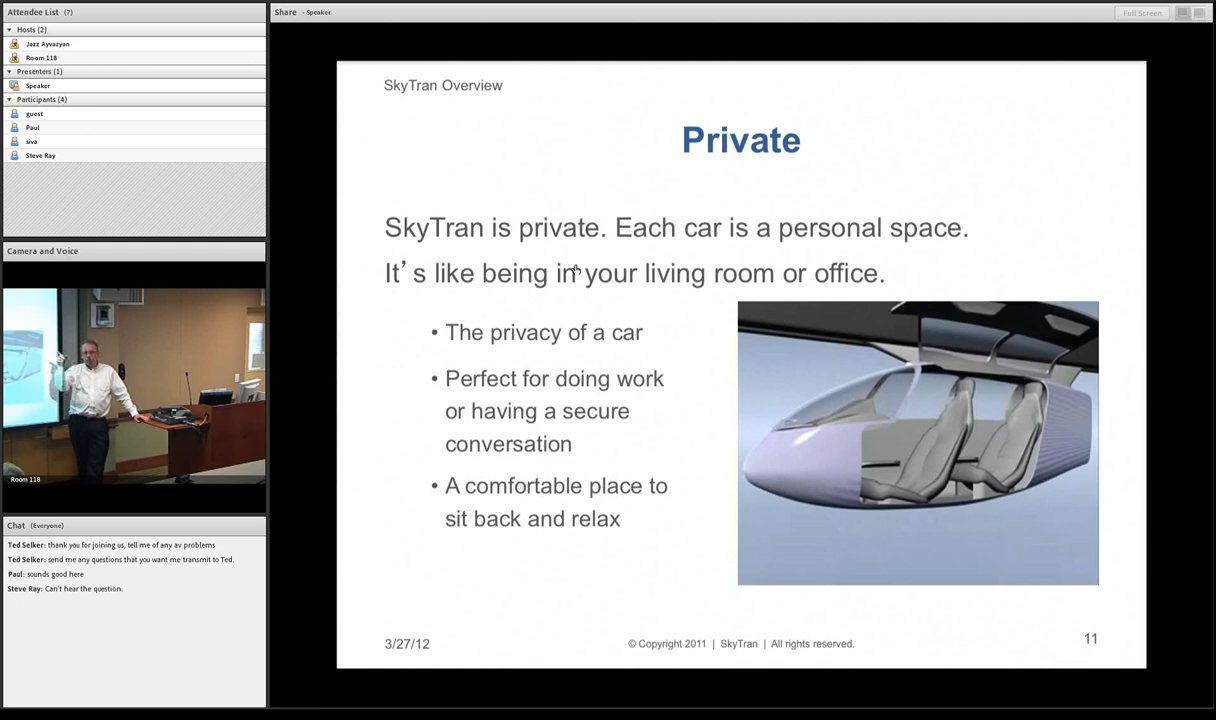 Attendee List (7)
Hosts (2)
Jazz Ayvazyan
Room 118
Presenters (1)
Speaker
Participants (4)
guest
Paul
siva
Steve Ray
Camera and Voice
Room 118
Chat (Everyone)
Ted Selker: thank you for joining us, tell me of any av problems
Ted Selker: send me any questions that you want me transmit to Ted.
Paul: sounds good here
Steve Ray: Can't hear the question.
Share - Speaker
Full Screen
SkyTran Overview
Private
SkyTran is private. Each car is a personal space.
It’s like being in your living room or office.
• The privacy of a car
• Perfect for doing work
or having a secure
conversation
• A comfortable place to
sit back and relax
3/27/12
© Copyright 2011 | SkyTran | All rights reserved.
11